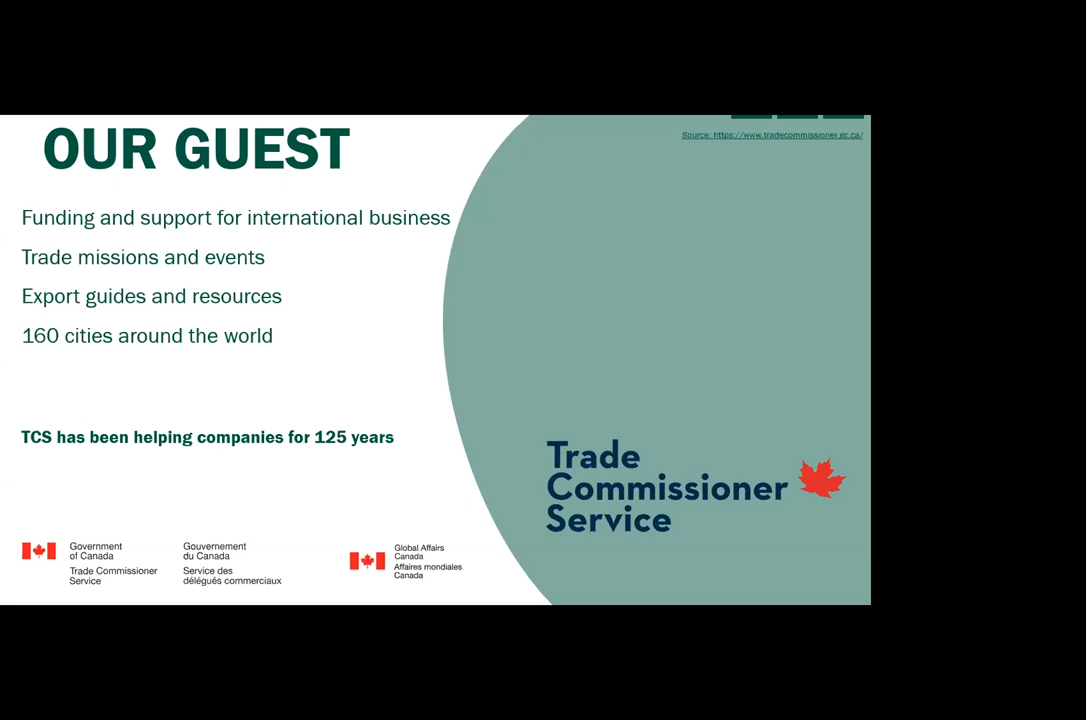 OUR GUEST
Source: https://www.tradecommissioner.gc.ca/
Funding and support for international business
Trade missions and events
Export guides and resources
160 cities around the world
TCS has been helping companies for 125 years
Trade
Commissioner
Service
Government
of Canada
Trade Commissioner
Service
Gouvernement
du Canada
Service des
délégués commerciaux
Global Affairs
Canada
Affaires mondiales
Canada